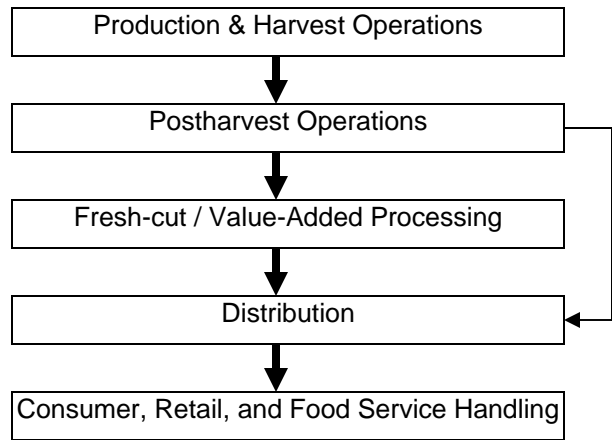 Production & Harvest Operations
Postharvest Operations
Fresh-cut / Value-Added Processing
Distribution
Consumer, Retail, and Food Service Handling